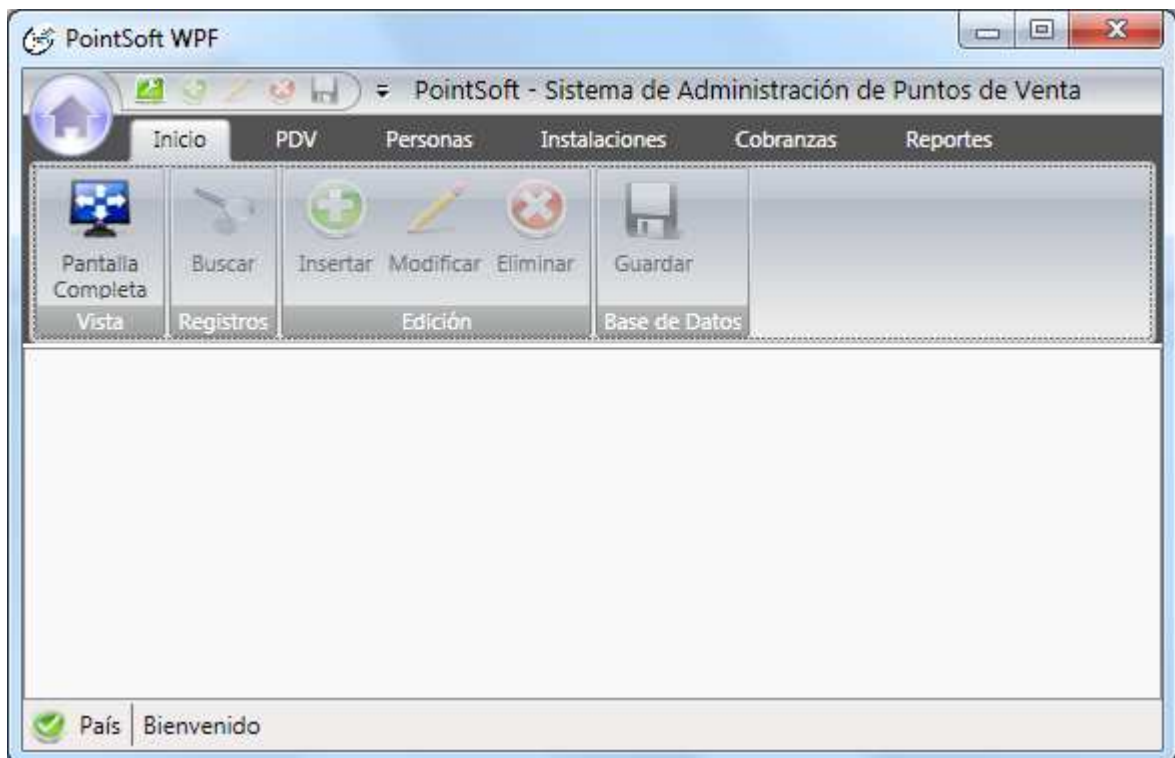 PointSoft WPF
PointSoft - Sistema de Administración de Puntos de Venta
Inicio PDV Personas Instalaciones Cobranzas Reportes
Pantalla Completa Buscar Insertar Modificar Eliminar Guardar
Vista Registros Edición Base de Datos
País Bienvenido